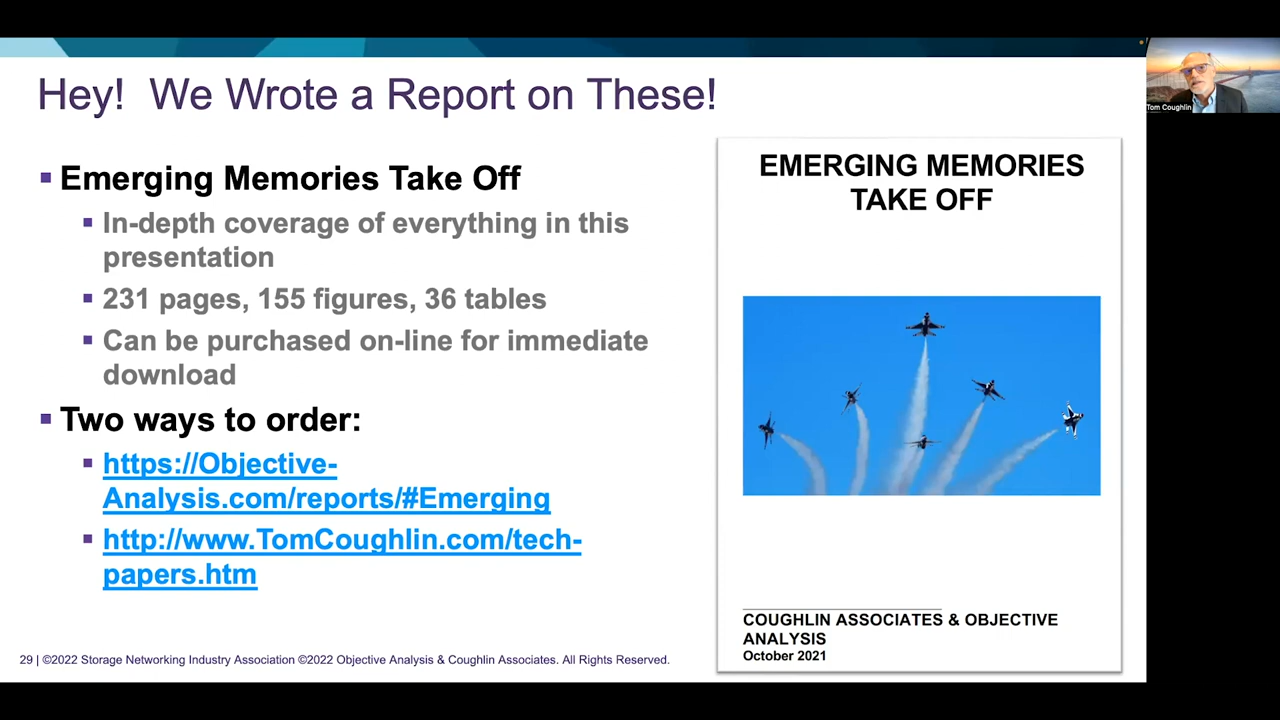 Hey! We Wrote a Report on These!
Emerging Memories Take Off
In-depth coverage of everything in this
presentation
231 pages, 155 figures, 36 tables
Can be purchased on-line for immediate
download
Two ways to order:
https://Objective-
Analysis.com/reports/#Emerging
http://www.TomCoughlin.com/tech-
papers.htm
29 | ©2022 Storage Networking Industry Association ©2022 Objective Analysis & Coughlin Associates. All Rights Reserved.
EMERGING MEMORIES
TAKE OFF
COUGHLIN ASSOCIATES & OBJECTIVE
ANALYSIS
October 2021
Tom Coughlin